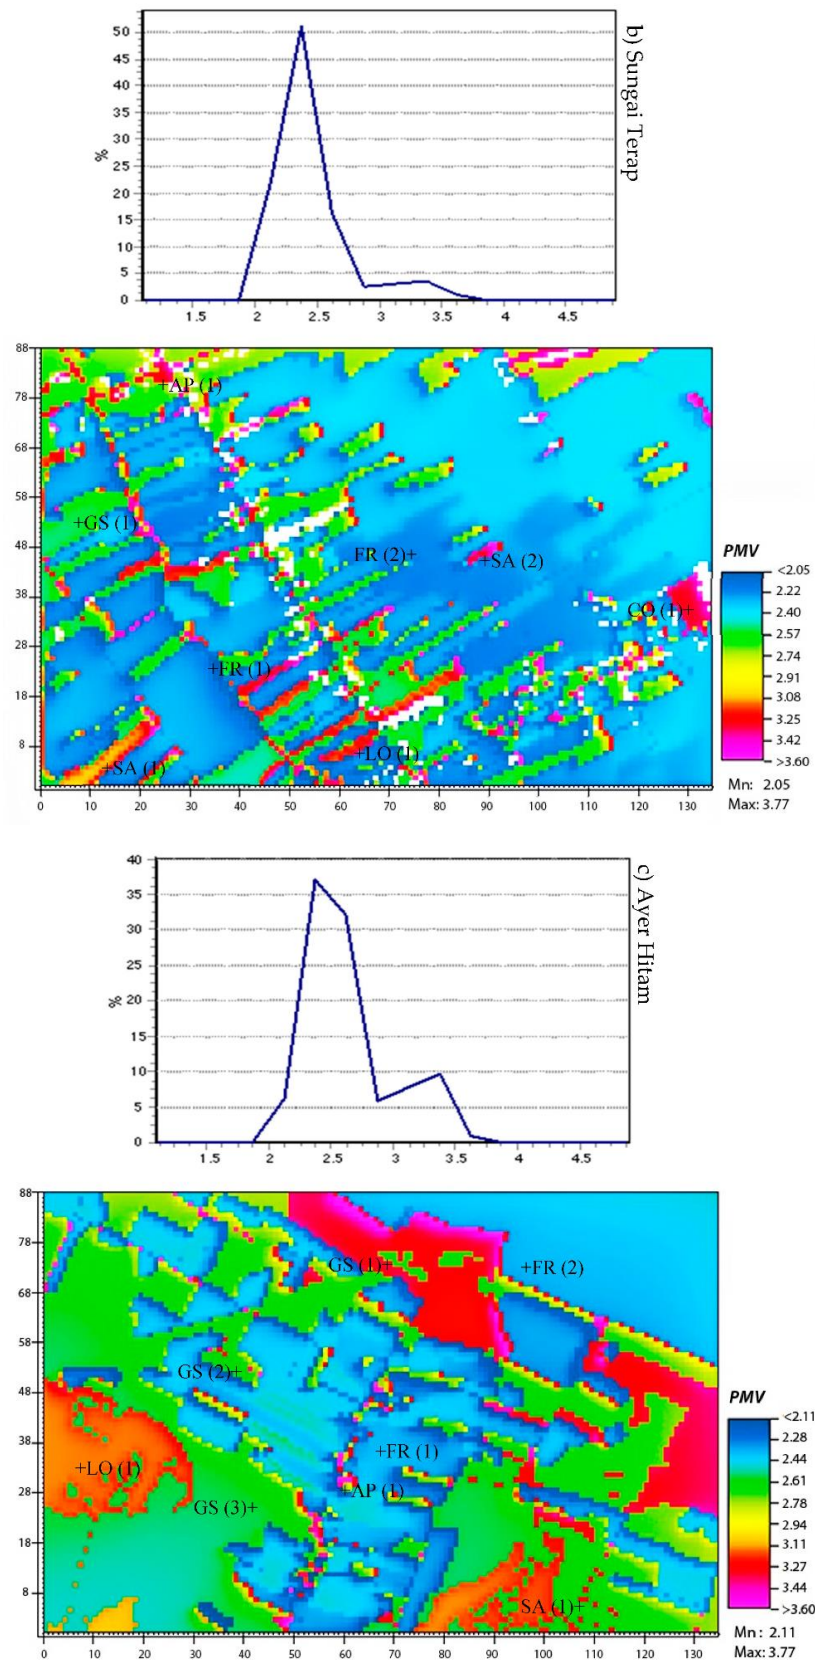 b) Sungai Terap
50
45
40
35
30
25
20
15
10
5
0
%
1.5 2 2.5 3 3.5 4 4.5
88
78
68
58
48
38
28
18
8
+AP (1)
+GS (1)
FR (2)+
+SA (2)
CO (1)+
+FR (1)
+LO (1)
+SA (1)
0 10 20 30 40 50 60 70 80 90 100 110 120 130
PMV
<2.05
2.22
2.40
2.57
2.74
2.91
3.08
3.25
3.42
>3.60
Mn: 2.05
Max: 3.77
c) Ayer Hitam
40
35
30
25
20
15
10
5
0
%
1.5 2 2.5 3 3.5 4 4.5
88
78
68
58
48
38
28
18
8
GS (1)+
+FR (2)
GS (2)+
+FR (1)
+LO (1)
+AP (1)
GS (3)+
SA (1)+
0 10 20 30 40 50 60 70 80 90 100 110 120 130
PMV
<2.11
2.28
2.44
2.61
2.78
2.94
3.11
3.27
3.44
>3.60
Mn: 2.11
Max: 3.77